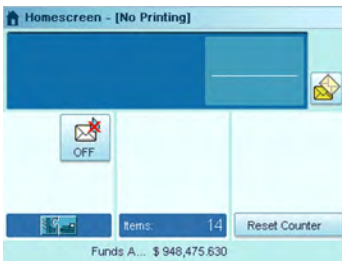 Homescreen - [No Printing]
OFF
Items: 14
Reset Counter
Funds A... $ 948,475.630